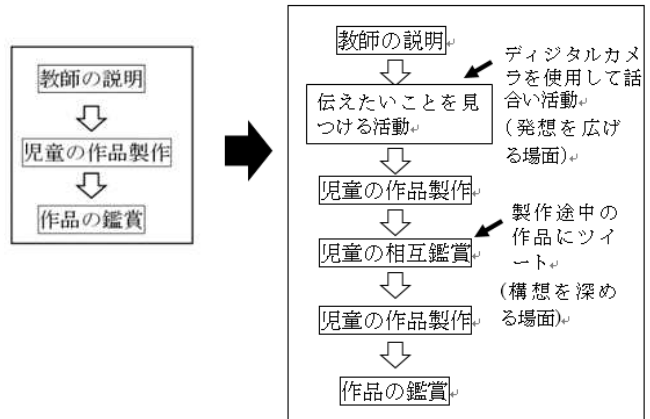 教師の説明
児童の作品製作
作品の鑑賞
教師の説明
伝えたいことを見
つける活動
児童の作品製作
児童の相互鑑賞
児童の作品製作
作品の鑑賞
ディジタルカメ
ラを使用して話
合い活動
(発想を広げ
る場面)
製作途中の
作品にツイ
ート
(構想を深め
る場面)